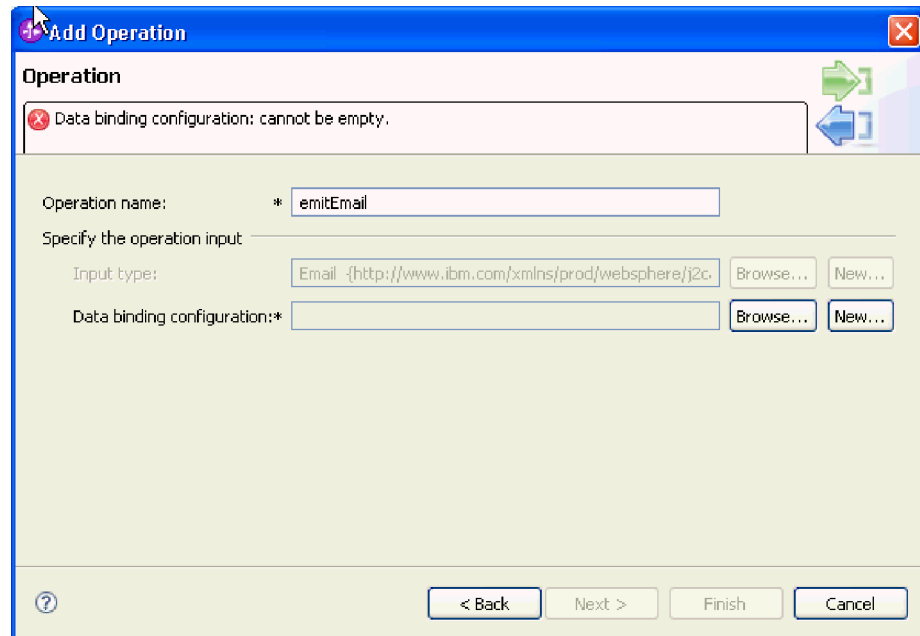 Add Operation
Operation
Data binding configuration: cannot be empty.
Operation name: * emitEmail
Specify the operation input
Input type: Email {http://www.ibm.com/xmlns/prod/websphere/j2c Browse... New...
Data binding configuration:* Browse... New...
? < Back Next > Finish Cancel